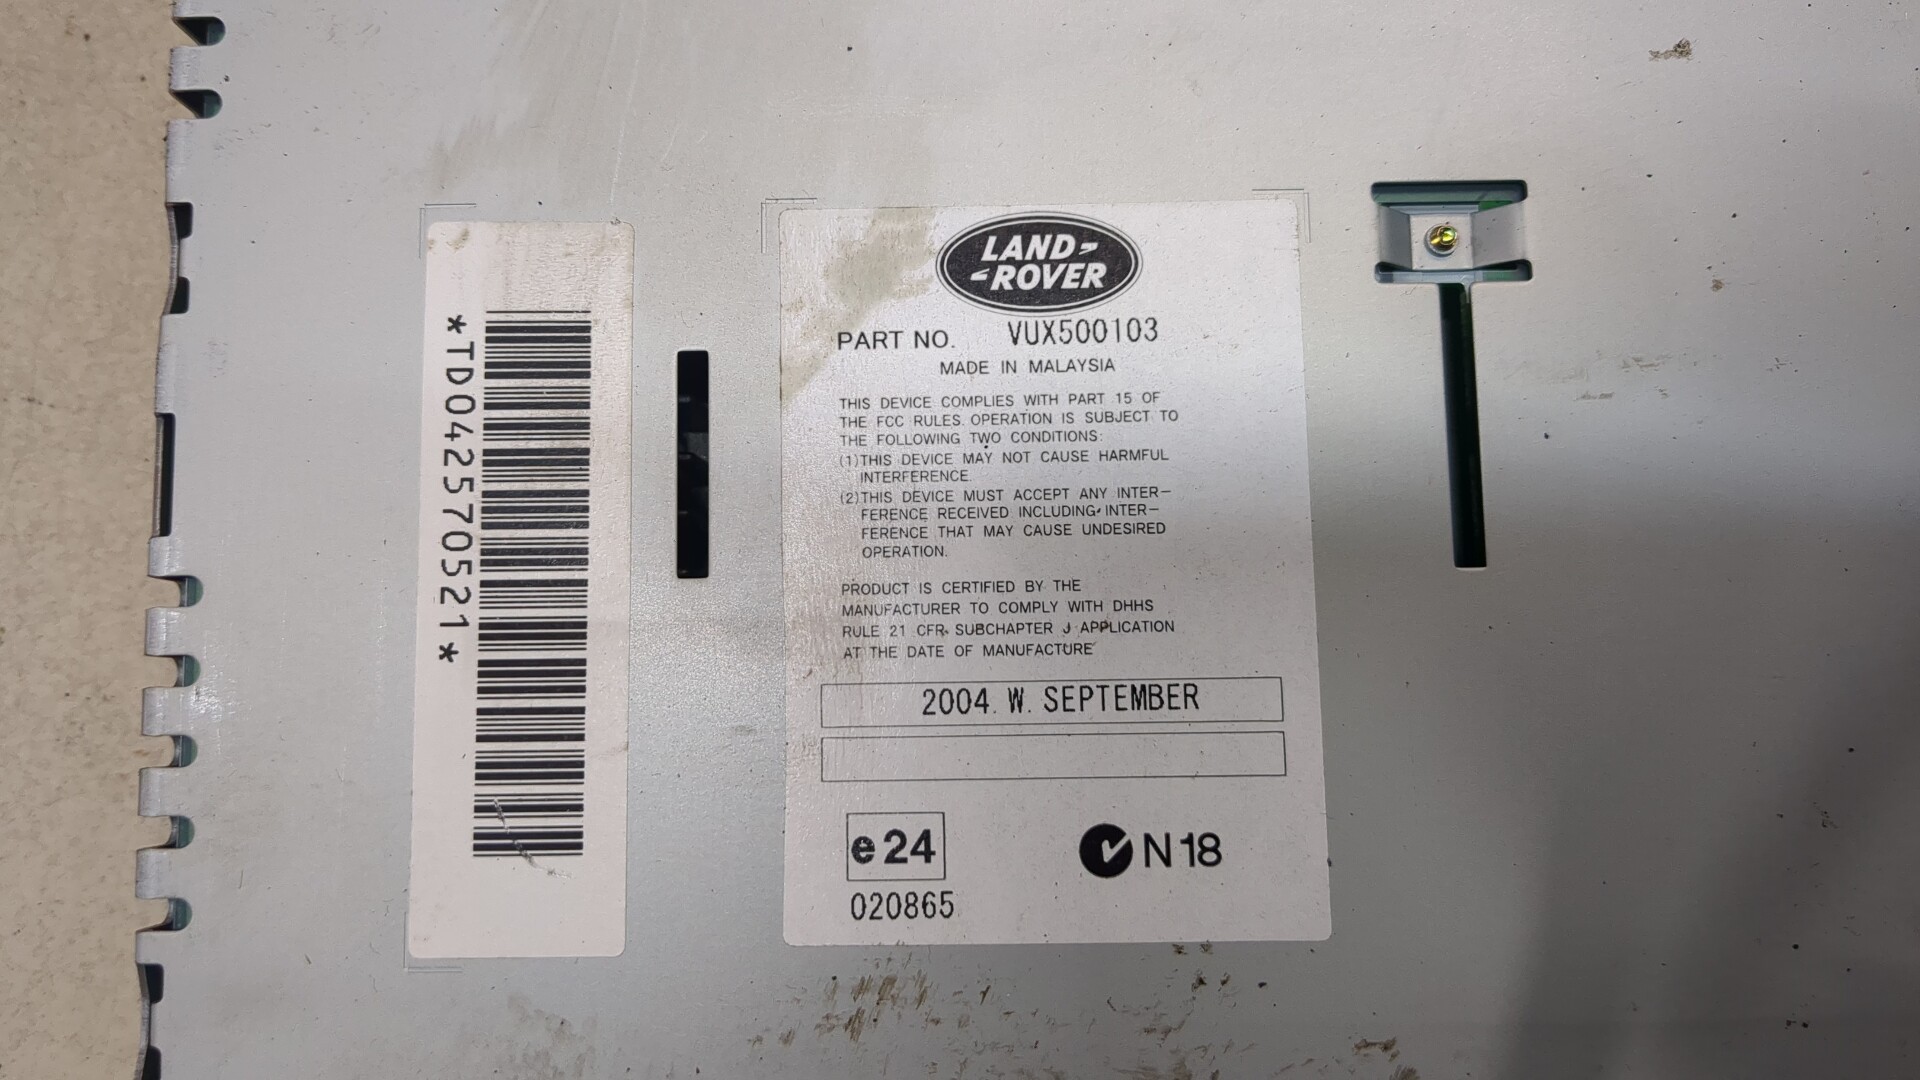 *TD042570521*
LAND-
-ROVER
PART NO. VUX500103
MADE IN MALAYSIA
THIS DEVICE COMPLIES WITH PART 15 OF
THE FCC RULES. OPERATION IS SUBJECT TO
THE FOLLOWING TWO CONDITIONS:
(1)THIS DEVICE MAY NOT CAUSE HARMFUL
INTERFERENCE.
(2)THIS DEVICE MUST ACCEPT ANY INTER-
FERENCE RECEIVED INCLUDING INTER-
FERENCE THAT MAY CAUSE UNDESIRED
OPERATION.
PRODUCT IS CERTIFIED BY THE
MANUFACTURER TO COMPLY WITH DHHS
RULE 21 CFR SUBCHAPTER J APPLICATION
AT THE DATE OF MANUFACTURE
2004. W. SEPTEMBER
e24
N18
020865